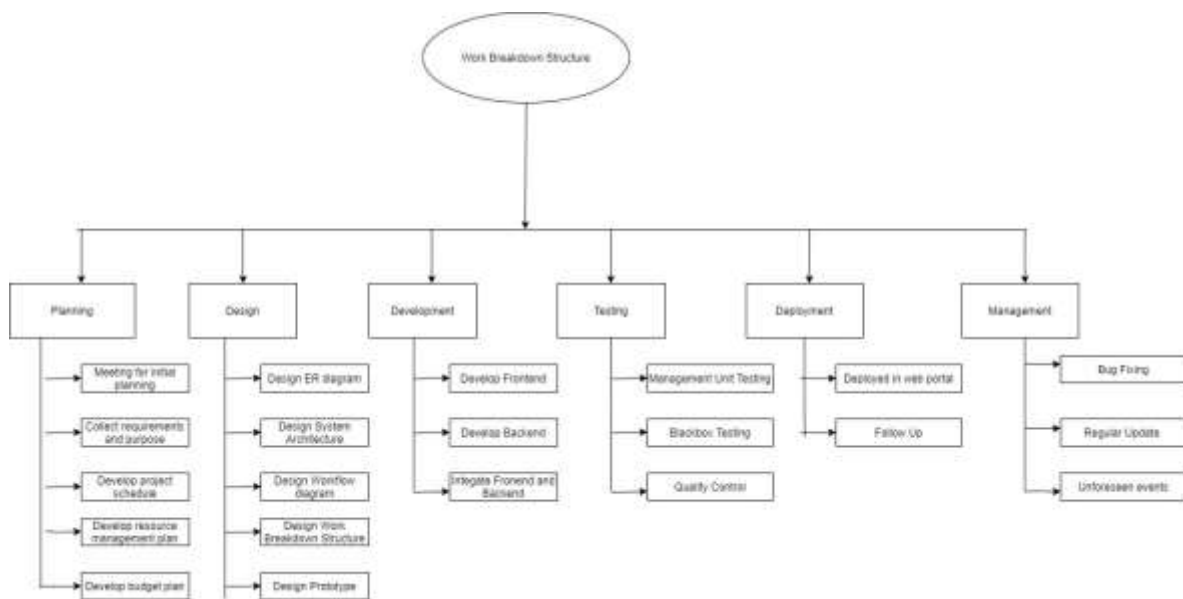 Work Breakdown Structure
Planning
Design
Development
Testing
Deployment
Management
Meeting for initial
planning
Collect requirements
and purpose
Develop project
schedule
Develop resource
management plan
Develop budget plan
Design ER diagram
Design System
Architecture
Design Workflow
diagram
Design Work
Breakdown Structure
Design Prototype
Develop Frontend
Develop Backend
Integate Fronend and
Backend
Management Unit Testing
Blackbox Testing
Quality Control
Deployed in web portal
Follow Up
Bug Fixing
Regular Update
Unforeseen events